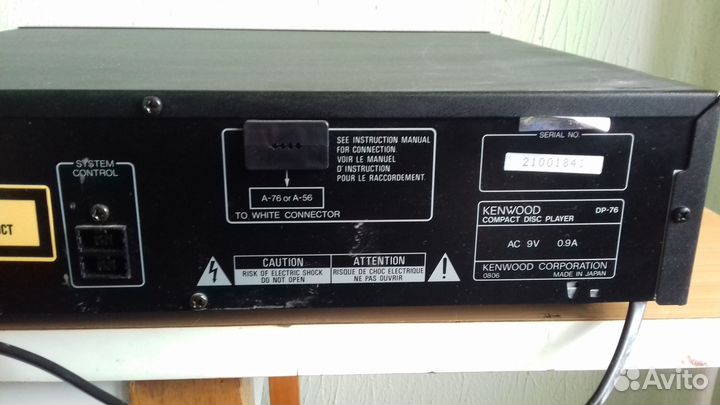 SYSTEM
CONTROL
UCT
SEE INSTRUCTION MANUAL
FOR CONNECTION.
VOIR LE MANUEL
D'INSTRUCTION
POUR LE RACCORDEMENT.
A-76 or A-56
TO WHITE CONNECTOR
CAUTION
RISK OF ELECTRIC SHOCK
DO NOT OPEN
ATTENTION
RISQUE DE CHOC ELECTRIQUE
NE PAS OUVRIR
SERIAL NO.
KENWOOD DP-76
COMPACT DISC PLAYER
AC 9V 0.9A
KENWOOD CORPORATION
0806 MADE IN JAPAN
Avito